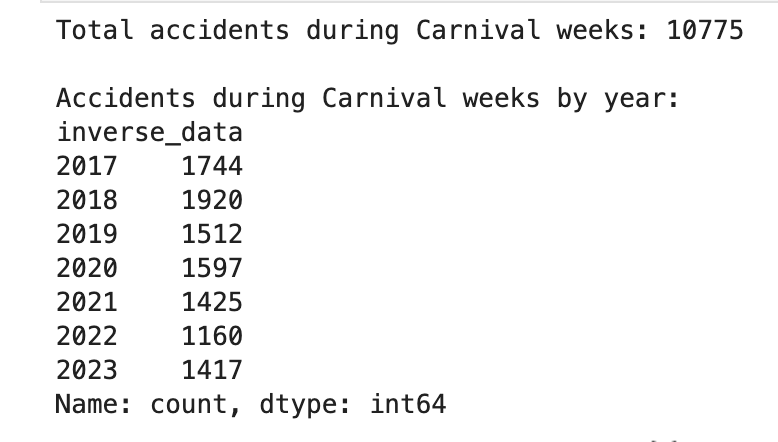 Total accidents during Carnival weeks: 10775
Accidents during Carnival weeks by year:
inverse_data
2017    1744
2018    1920
2019    1512
2020    1597
2021    1425
2022    1160
2023    1417
Name: count, dtype: int64